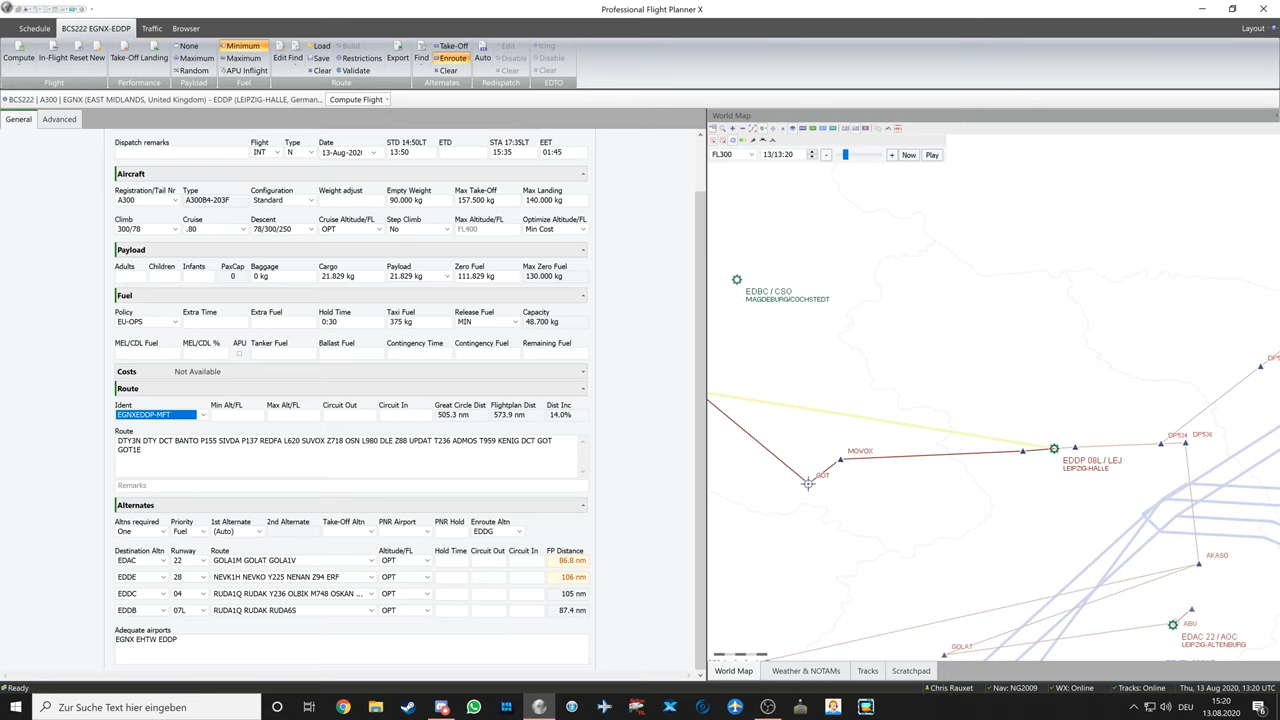 Professional Flight Planner X
Schedule BCS222 EGNX-EDDP Traffic Browser Layout
None Minimum Load Build Take-Off Edit Icing
Compute In-Flight Reset New Take-Off Landing Maximum Maximum Edit Find Save Restrictions Export Find Enroute Auto Disable Disable
Random APU Inflight Clear Validate Clear Clear Clear
Flight Performance Payload Fuel Route Alternates Redispatch EDTO
BCS222 | A300 | EGNX (EAST MIDLANDS, United Kingdom) - EDDP (LEIPZIG-HALLE, German... Compute Flight
General Advanced
Dispatch remarks Flight Type Date STD 14:50LT ETD STA 17:35LT EET
INT N 13-Aug-202 13:50 15:35 01:45
Aircraft
Registration/Tail Nr Type Configuration Weight adjust Empty Weight Max Take-Off Max Landing
A300 A300B4-203F Standard 90.000 kg 157.500 kg 140.000 kg
Climb Cruise Descent Cruise Altitude/FL Step Climb Max Altitude/FL Optimize Altitude/FL
300/78 .80 78/300/250 OPT No FL400 Min Cost
Payload
Adults Children Infants PaxCap Baggage Cargo Payload Zero Fuel Max Zero Fuel
0 0 kg 21.829 kg 21.829 kg 111.829 kg 130.000 kg
Fuel
Policy Extra Time Extra Fuel Hold Time Taxi Fuel Release Fuel Capacity
EU-OPS 0:30 375 kg MIN 48.700 kg
MEL/CDL Fuel MEL/CDL % APU Tanker Fuel Ballast Fuel Contingency Time Contingency Fuel Remaining Fuel
Costs Not Available
Route
Ident Min Alt/FL Max Alt/FL Circuit Out Circuit In Great Circle Dist Flightplan Dist Dist Inc
EGNXEDDP-MFT 505.3 nm 573.9 nm 14.0%
Route
DTY3N DTY DCT BANTO P155 SIVDA P137 REDFA L620 SUVOX Z718 OSN L980 DLE Z88 UPDAT T236 ADMOS T959 KENIG DCT GOT
GOT1E
Remarks
Alternates
Altns required Priority 1st Alternate 2nd Alternate Take-Off Altn PNR Airport PNR Hold Enroute Altn
One Fuel (Auto) EDDG
Destination Altn Runway Route Altitude/FL Hold Time Circuit Out Circuit In FP Distance
EDAC 22 GOLA1M GOLAT GOLA1V OPT 86.8 nm
EDDE 28 NEVK1H NEVKO Y225 NENAN Z94 ERF OPT 106 nm
EDDC 04 RUDA1Q RUDAK Y236 OLBIK M748 OSKAN ... OPT 105 nm
EDDB 07L RUDA1Q RUDAK RUDA6S OPT 87.4 nm
Adequate airports
EGNX EHTW EDDP
World Map
FL300 13/13:20 - + Now Play
EDBC / CSO
MAGDEBURG/COCHSTEDT
MOVOX
GOT
DP534 DP536
EDDP 08L / LEJ
LEIPZIG-HALLE
AKASO
ABU
EDAC 22 / AOC
LEIPZIG-ALTENBURG
GOLAT
World Map Weather & NOTAMs Tracks Scratchpad
Ready Chris Rauxet Nav: NG2009 WX: Online Tracks: Online Thu, 13 Aug 2020, 13:20 UTC
Zur Suche Text hier eingeben DEU 15:20
13.08.2020 6